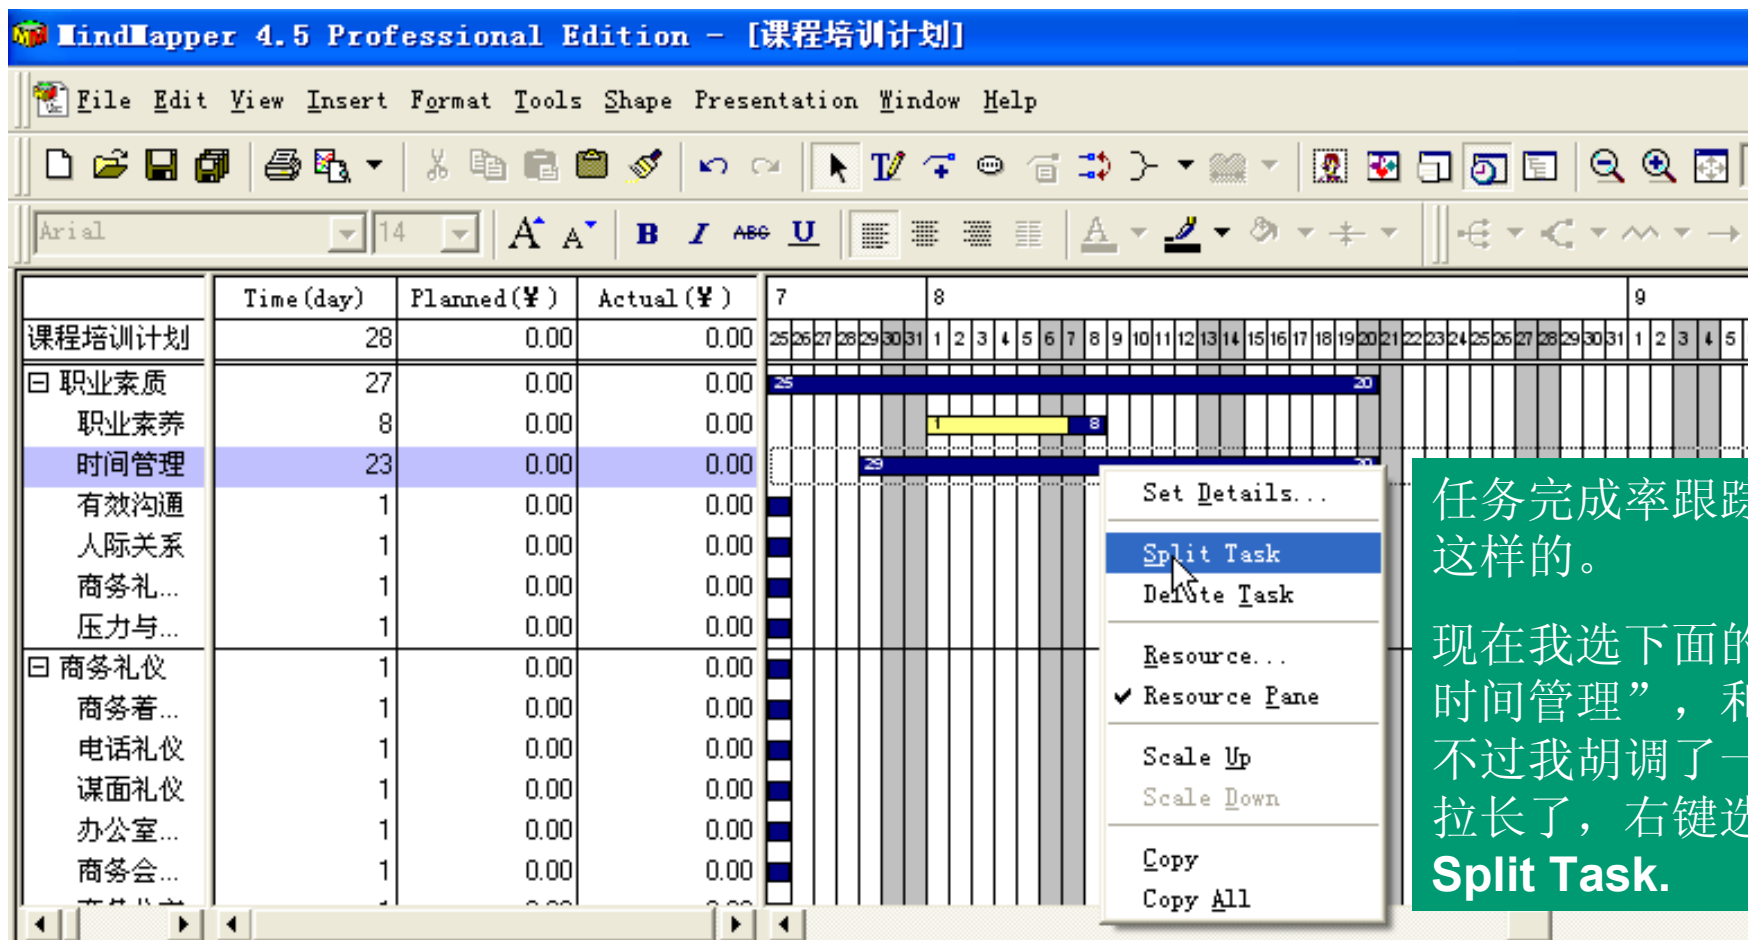 MindMapper 4.5 Professional Edition - [课程培训计划]
File Edit View Insert Format Tools Shape Presentation Window Help
Arial 14
Time(day) Planned(¥) Actual(¥) 7 8 9
课程培训计划 28 0.00 0.00 25 26 27 28 29 30 31 1 2 3 4 5 6 7 8 9 10 11 12 13 14 15 16 17 18 19 20 21 22 23 24 25 26 27 28 29 30 31 1 2 3 4 5
职业素质 27 0.00 0.00 25 20
职业素养 8 0.00 0.00 1 8
时间管理 23 0.00 0.00 29 20
有效沟通 1 0.00 0.00
人际关系 1 0.00 0.00
商务礼... 1 0.00 0.00
压力与... 1 0.00 0.00
商务礼仪 1 0.00 0.00
商务着... 1 0.00 0.00
电话礼仪 1 0.00 0.00
谋面礼仪 1 0.00 0.00
办公室... 1 0.00 0.00
商务会... 1 0.00 0.00
Set Details...
Split Task
Delete Task
Resource...
Resource Pane
Scale Up
Scale Down
Copy
Copy All
任务完成率跟踪
这样的。
现在我选下面的
时间管理”，和
不过我胡调了一
拉长了，右键选
Split Task.